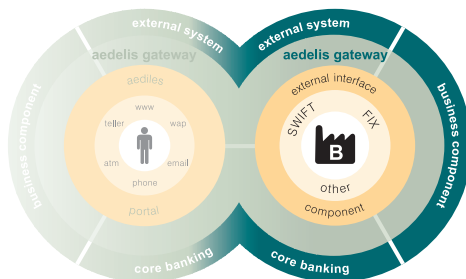 external system
aedelis gateway
aediles
www
teller
wap
atm
email
phone
portal
business component
core banking
external system
aedelis gateway
external interface
SWIFT
FIX
B
other
component
business component
core banking